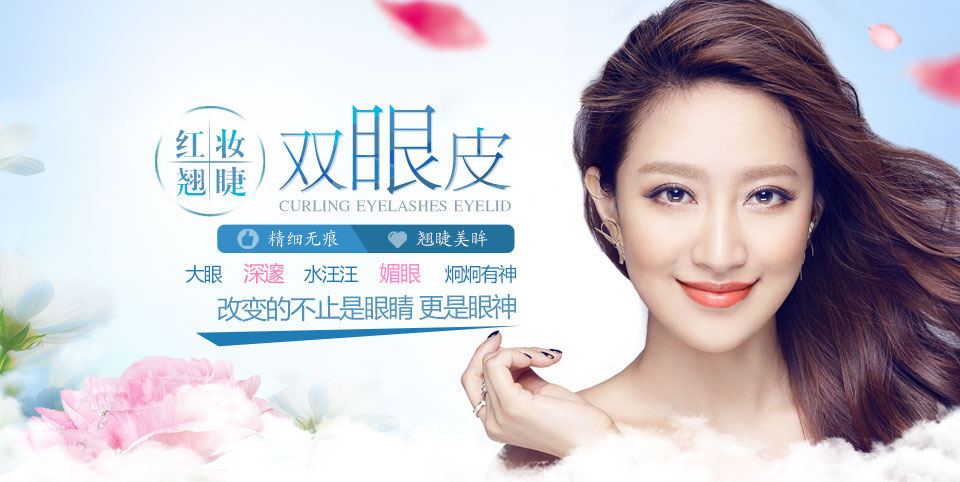 红妆
翘睫
双眼皮
CURLING EYELASHES EYELID
精细无痕 翘睫美眸
大眼 深邃 水汪汪 媚眼 炯炯有神
改变的不止是眼睛 更是眼神